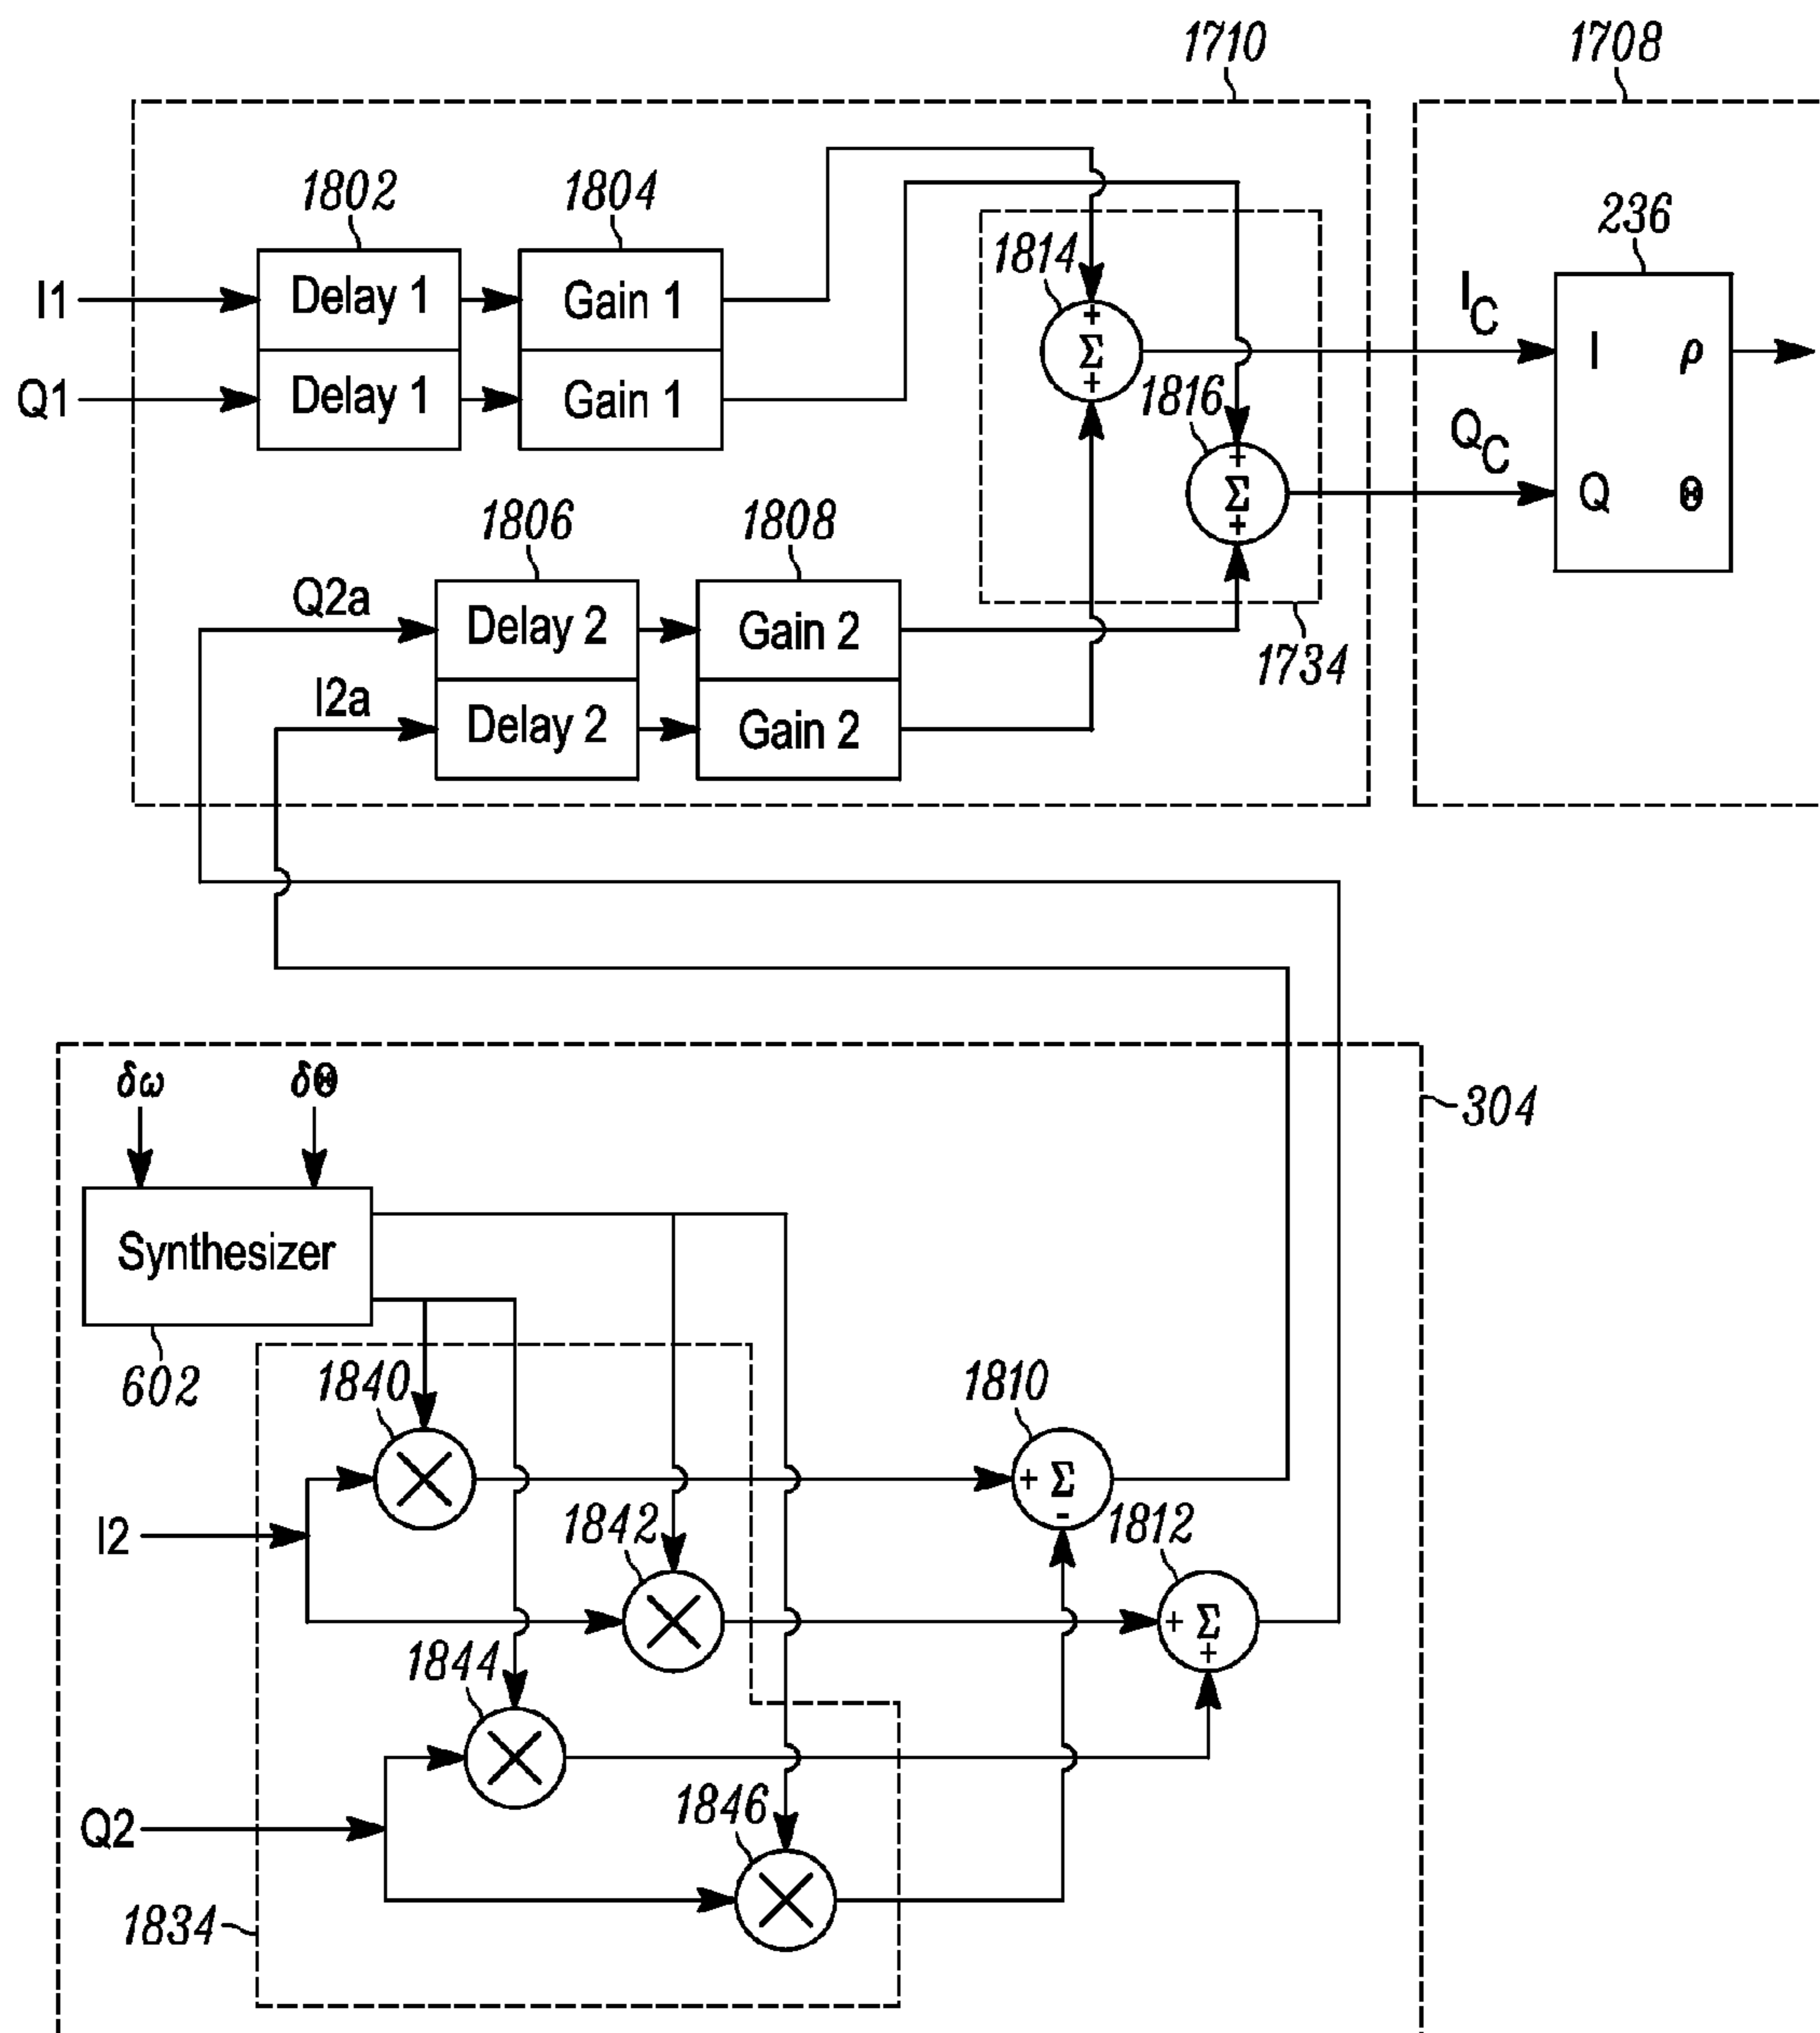 1710
1708
1802
1804
236
1814
I1
Delay 1
Gain 1
+
Σ
+
I_C
I
ρ
Q1
Delay 1
Gain 1
1816
+
Σ
+
Q_C
Q
Θ
1806
1808
Q2a
Delay 2
Gain 2
1734
I2a
Delay 2
Gain 2
δω
δΘ
304
Synthesizer
602
1840
1810
+ Σ
-
I2
1842
1812
+ Σ
+
1844
1846
Q2
1834